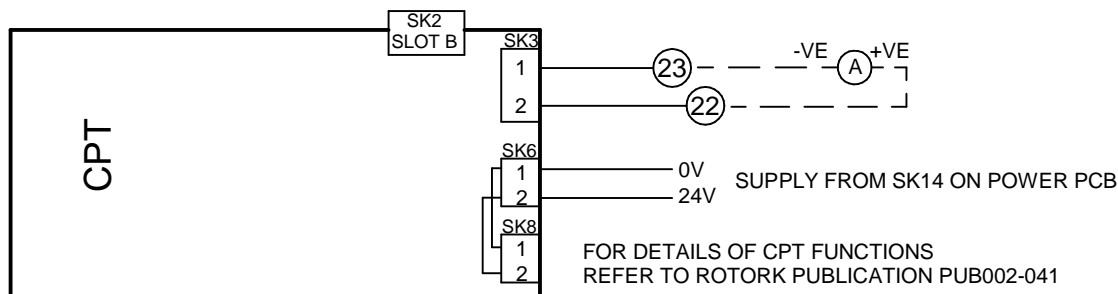 SK2
SLOT B
SK3
1
23
-VE
A
+VE
2
22
CPT
SK6
1
0V
2
24V
SUPPLY FROM SK14 ON POWER PCB
SK8
1
2
FOR DETAILS OF CPT FUNCTIONS
REFER TO ROTORK PUBLICATION PUB002-041